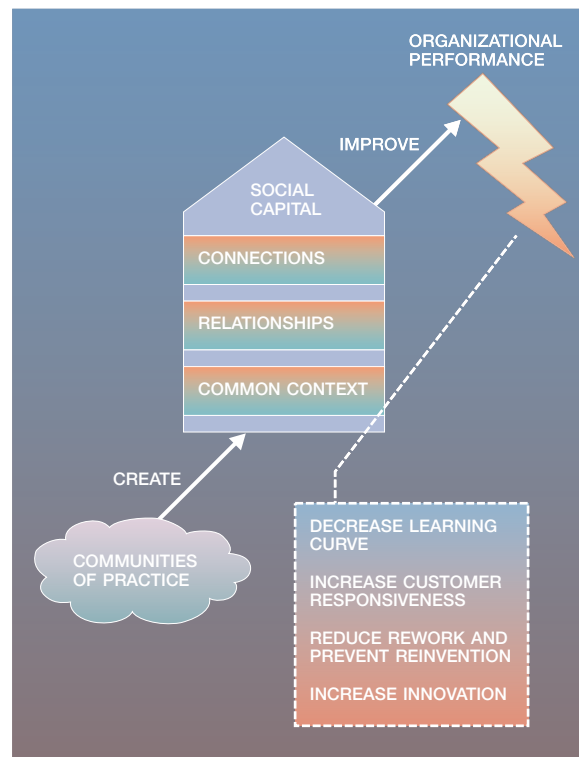 ORGANIZATIONAL
PERFORMANCE
IMPROVE
SOCIAL
CAPITAL
CONNECTIONS
RELATIONSHIPS
COMMON CONTEXT
CREATE
COMMUNITIES
OF PRACTICE
DECREASE LEARNING
CURVE
INCREASE CUSTOMER
RESPONSIVENESS
REDUCE REWORK AND
PREVENT REINVENTION
INCREASE INNOVATION